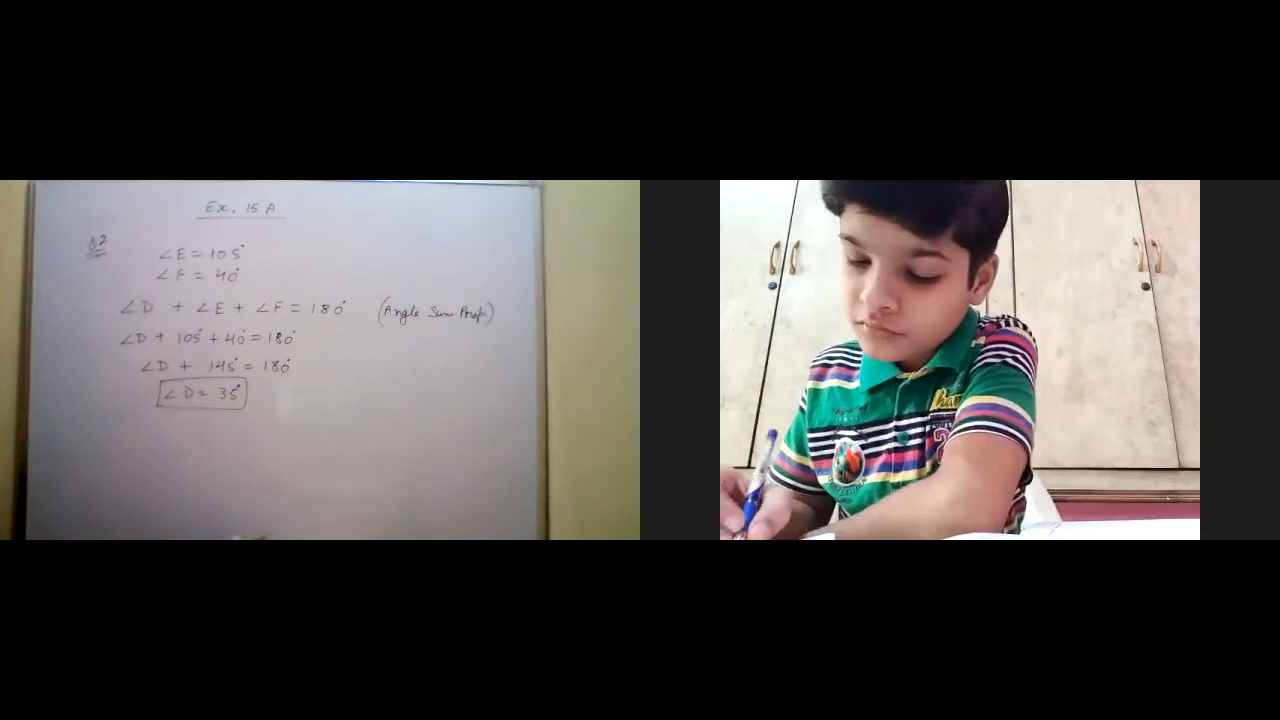 Ex. 15 A
Q2
∠E = 105°
∠F = 40°
∠D + ∠E + ∠F = 180° (Angle Sum Prop.)
∠D + 105° + 40° = 180°
∠D + 145° = 180°
∠D = 35°